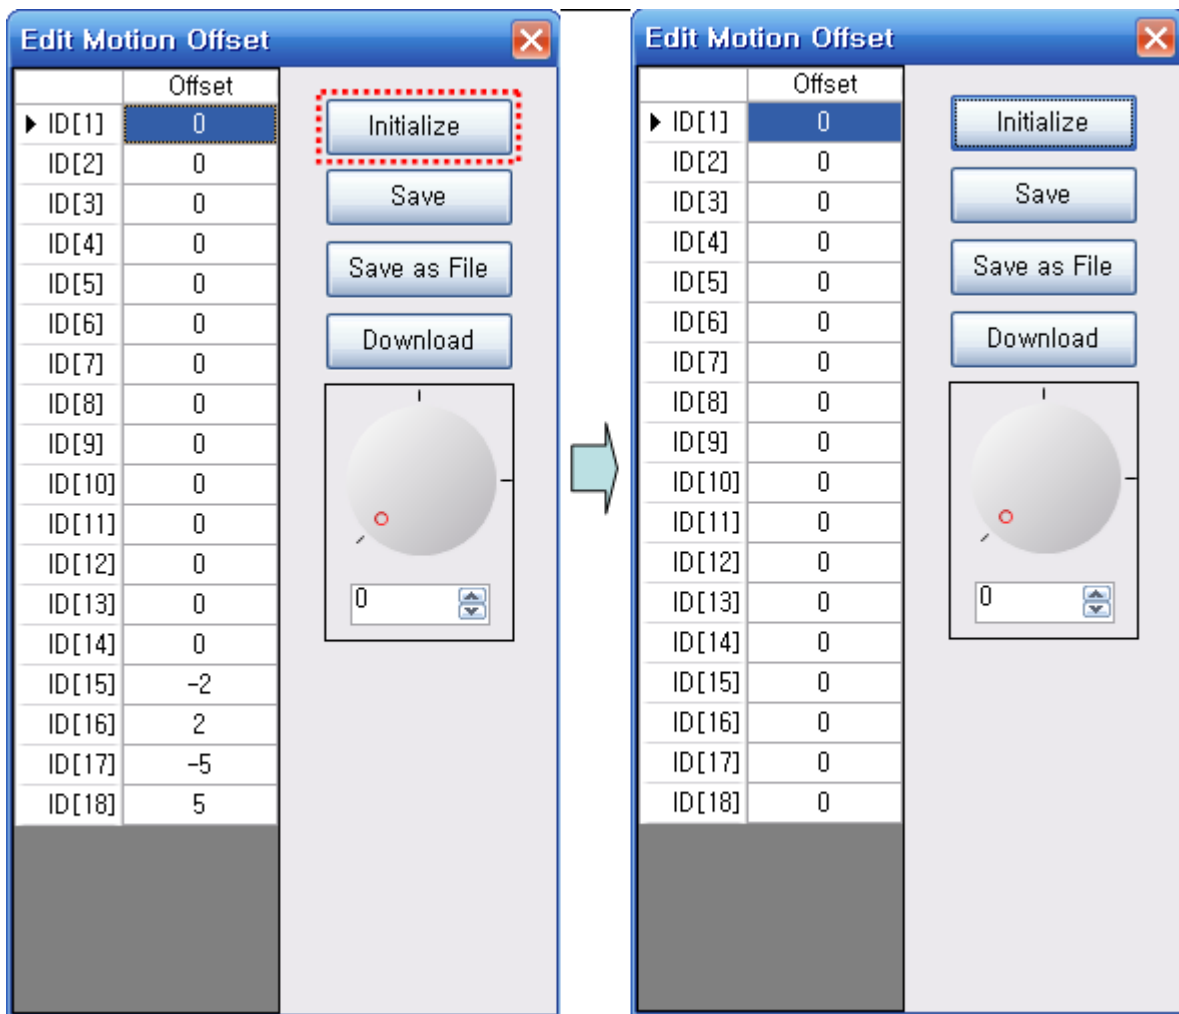 Edit Motion Offset
Offset
ID[1] 0
ID[2] 0
ID[3] 0
ID[4] 0
ID[5] 0
ID[6] 0
ID[7] 0
ID[8] 0
ID[9] 0
ID[10] 0
ID[11] 0
ID[12] 0
ID[13] 0
ID[14] 0
ID[15] -2
ID[16] 2
ID[17] -5
ID[18] 5
Initialize
Save
Save as File
Download
0
Edit Motion Offset
Offset
ID[1] 0
ID[2] 0
ID[3] 0
ID[4] 0
ID[5] 0
ID[6] 0
ID[7] 0
ID[8] 0
ID[9] 0
ID[10] 0
ID[11] 0
ID[12] 0
ID[13] 0
ID[14] 0
ID[15] 0
ID[16] 0
ID[17] 0
ID[18] 0
Initialize
Save
Save as File
Download
0